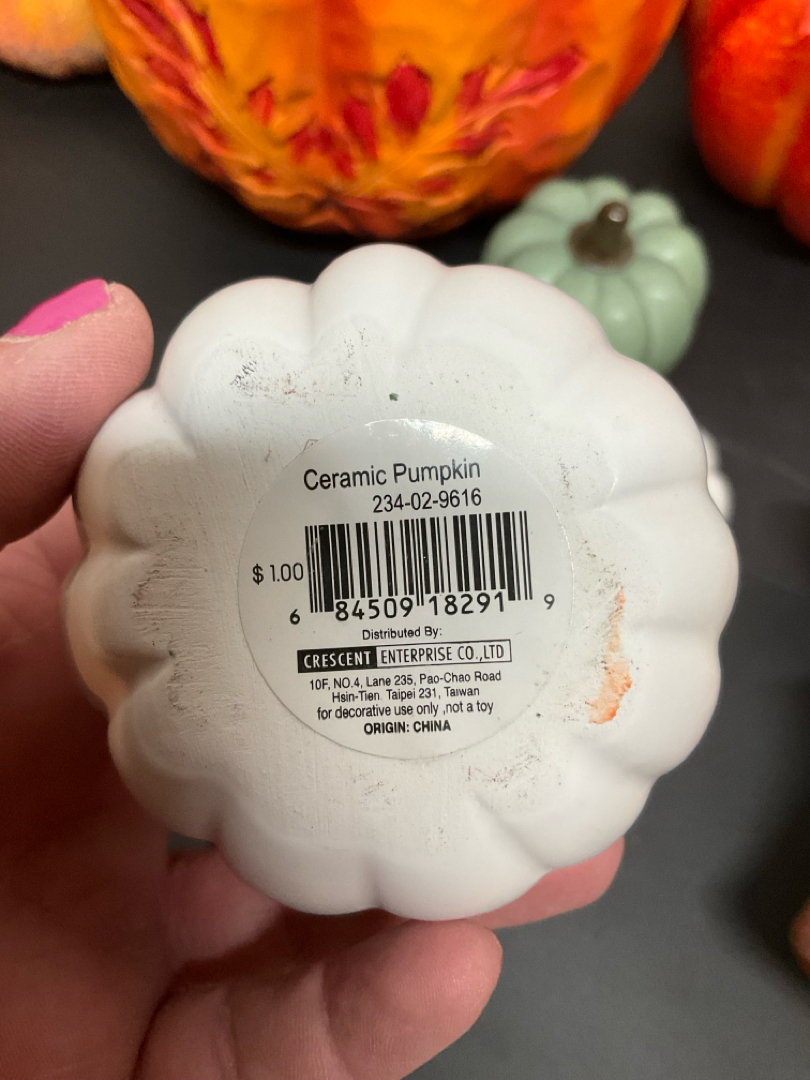 Ceramic Pumpkin
234-02-9616
$ 1.00
6 84509 18291 9
Distributed By:
CRESCENT ENTERPRISE CO.,LTD
10F, NO.4, Lane 235, Pao-Chao Road
Hsin-Tien Taipei 231, Taiwan
for decorative use only ,not a toy
ORIGIN: CHINA